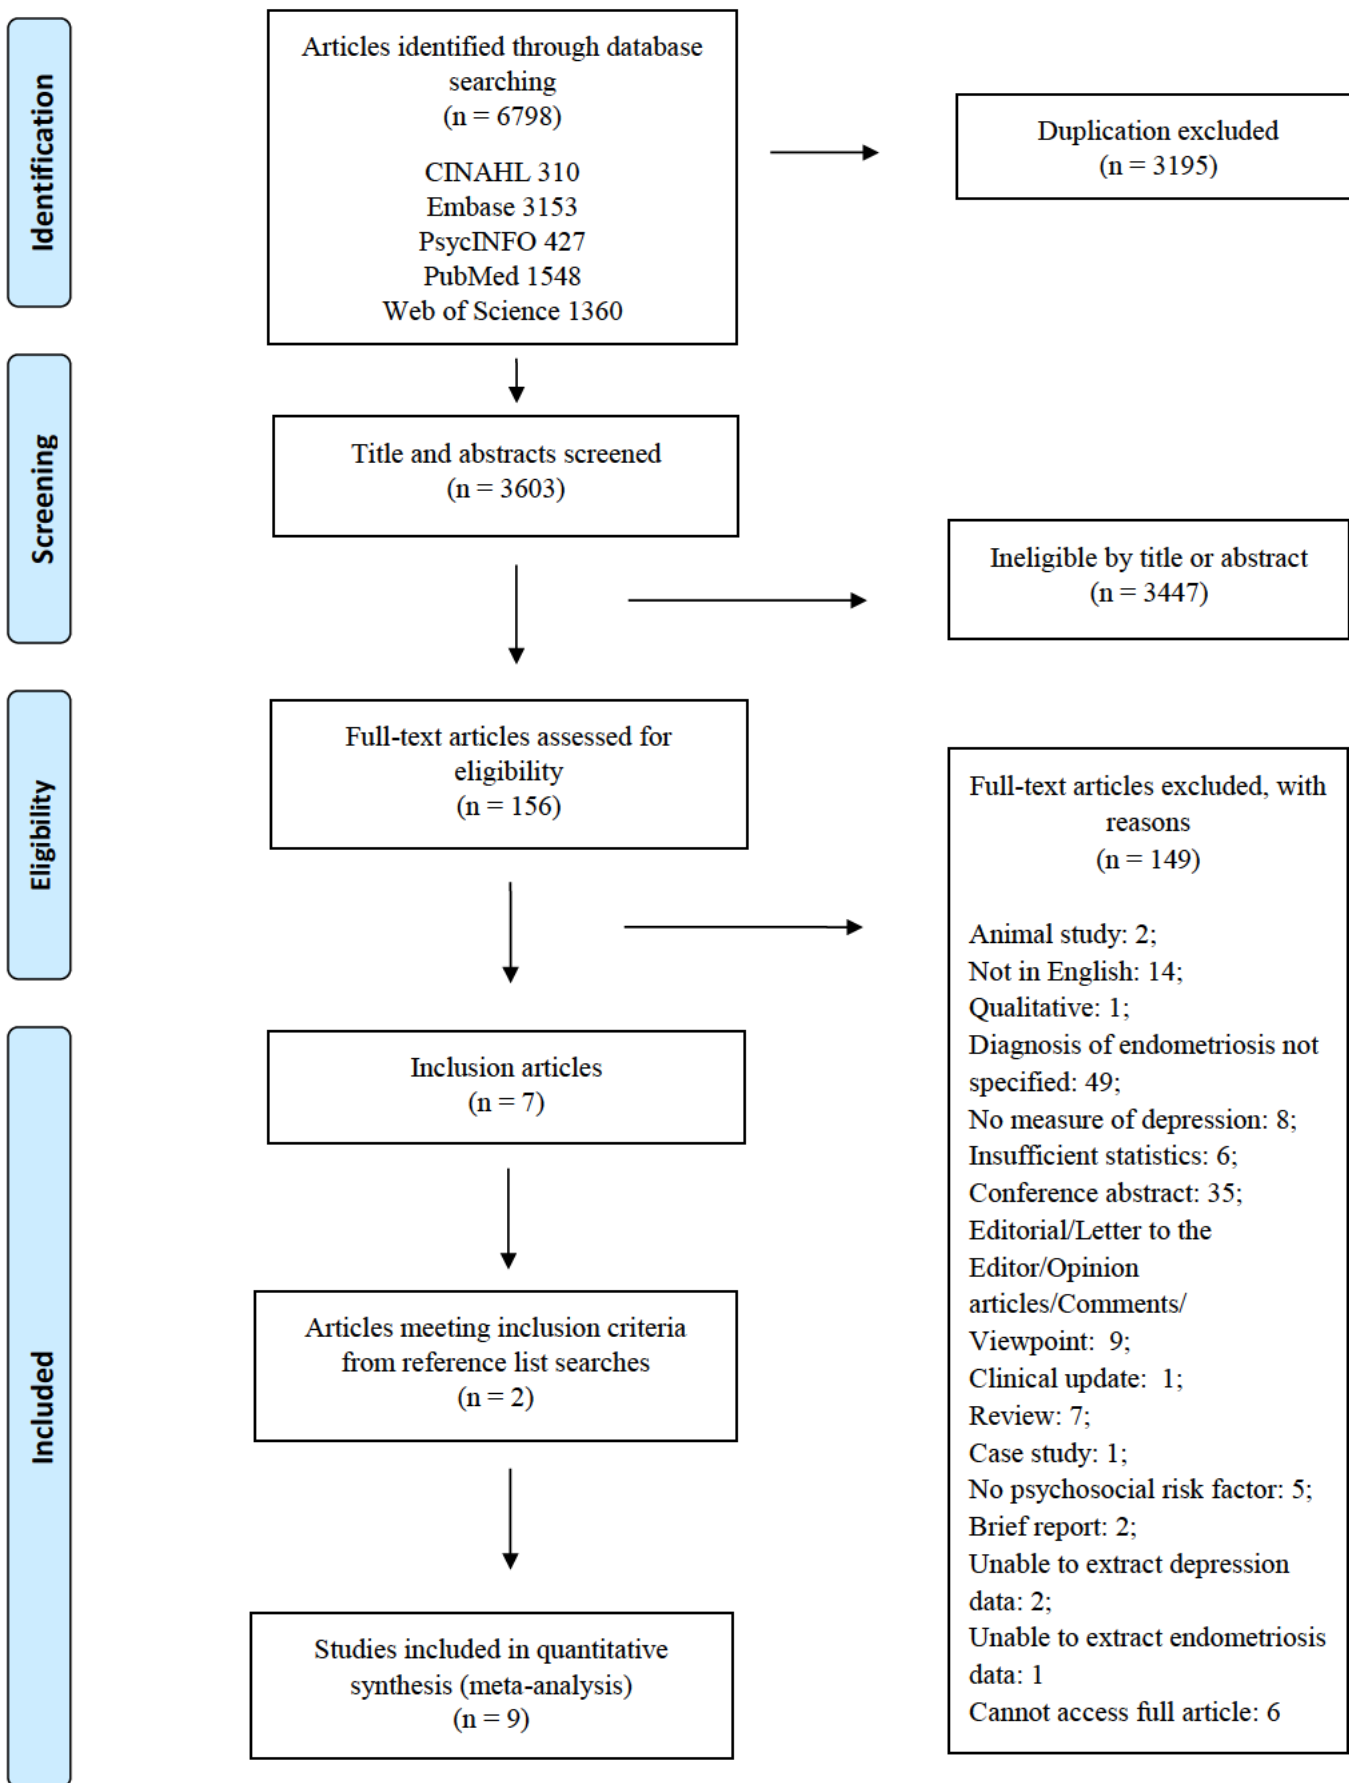 Identification
Articles identified through database
searching
(n = 6798)
CINAHL 310
Embase 3153
PsycINFO 427
PubMed 1548
Web of Science 1360
Duplication excluded
(n = 3195)
Screening
Title and abstracts screened
(n = 3603)
Ineligible by title or abstract
(n = 3447)
Eligibility
Full-text articles assessed for
eligibility
(n = 156)
Full-text articles excluded, with
reasons
(n = 149)
Animal study: 2;
Not in English: 14;
Qualitative: 1;
Diagnosis of endometriosis not
specified: 49;
No measure of depression: 8;
Insufficient statistics: 6;
Conference abstract: 35;
Editorial/Letter to the
Editor/Opinion
articles/Comments/
Viewpoint:  9;
Clinical update:  1;
Review: 7;
Case study: 1;
No psychosocial risk factor: 5;
Brief report: 2;
Unable to extract depression
data: 2;
Unable to extract endometriosis
data: 1
Cannot access full article: 6
Included
Inclusion articles
(n = 7)
Articles meeting inclusion criteria
from reference list searches
(n = 2)
Studies included in quantitative
synthesis (meta-analysis)
(n = 9)